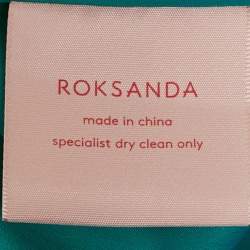 ROKSANDA
made in china
specialist dry clean only